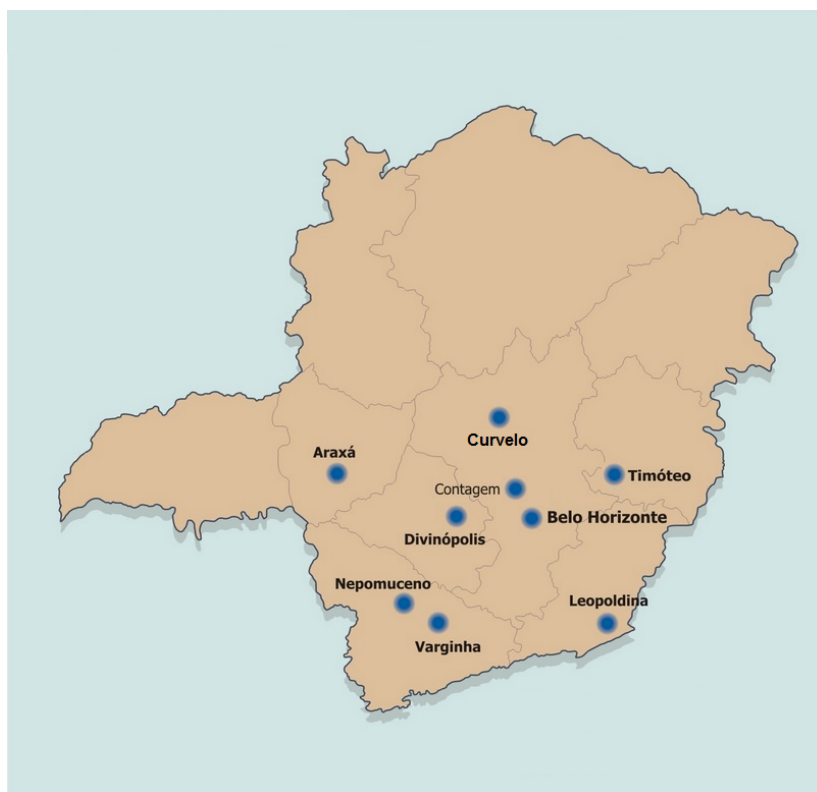 Curvelo
Araxá
Timóteo
Contagem
Belo Horizonte
Divinópolis
Nepomuceno
Leopoldina
Varginha